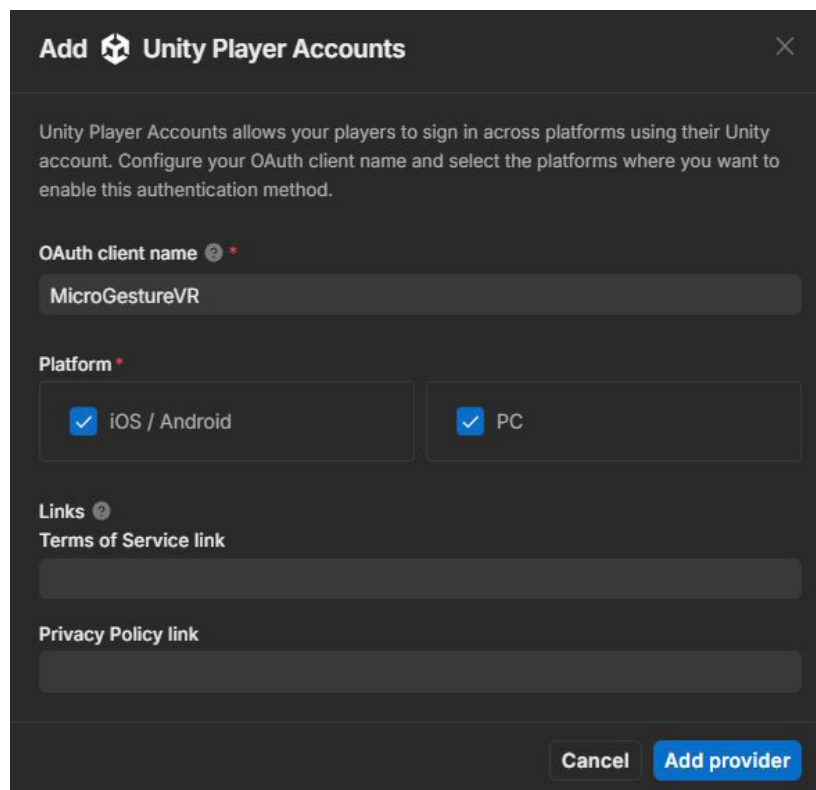 Add Unity Player Accounts
Unity Player Accounts allows your players to sign in across platforms using their Unity
account. Configure your OAuth client name and select the platforms where you want to
enable this authentication method.
OAuth client name ? *
MicroGestureVR
Platform *
iOS / Android
PC
Links ?
Terms of Service link
Privacy Policy link
Cancel
Add provider